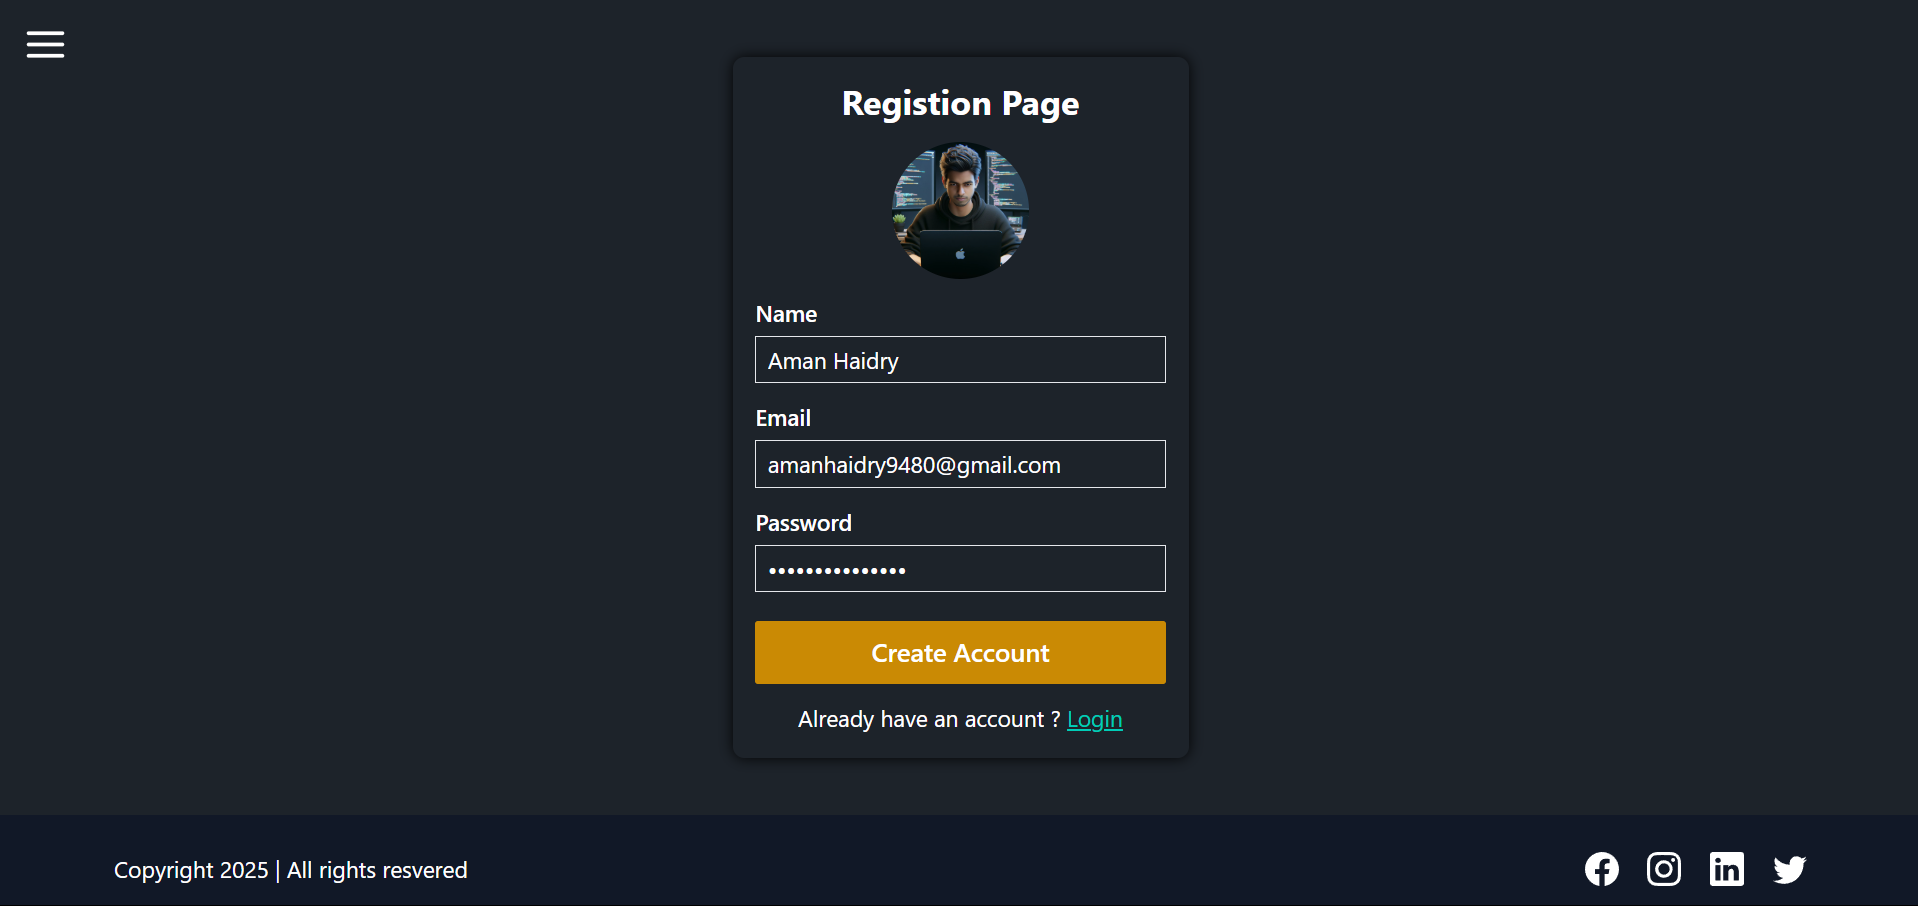 Registion Page
Name
Aman Haidry
Email
amanhaidry9480@gmail.com
Password
•••••••••••••••
Create Account
Already have an account ? Login
Copyright 2025 | All rights resvered